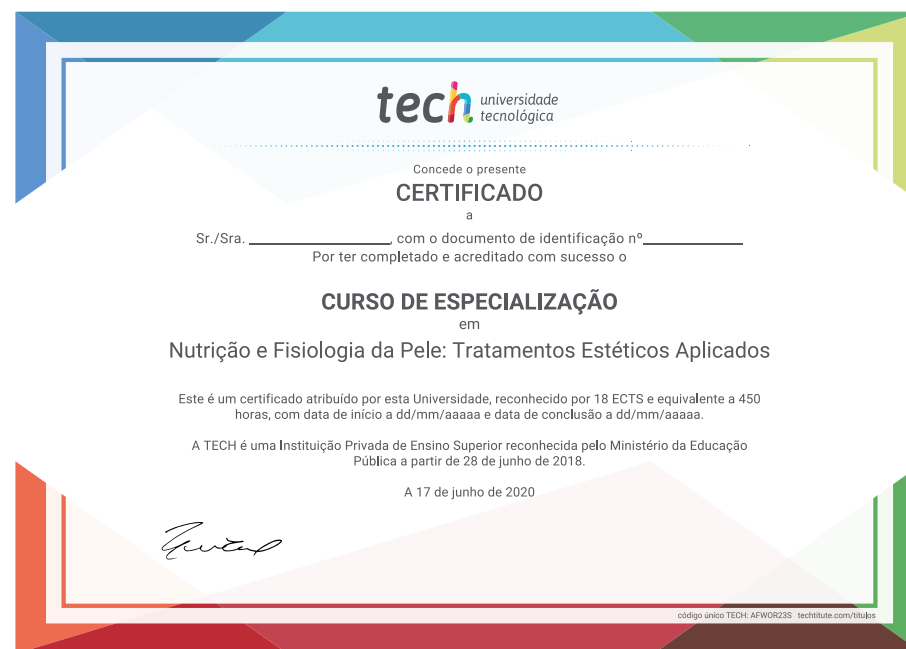 tech universidade
tecnológica
Concede o presente
CERTIFICADO
a
Sr./Sra. ________________, com o documento de identificação nº____________
Por ter completado e acreditado com sucesso o
CURSO DE ESPECIALIZAÇÃO
em
Nutrição e Fisiologia da Pele: Tratamentos Estéticos Aplicados
Este é um certificado atribuído por esta Universidade, reconhecido por 18 ECTS e equivalente a 450
horas, com data de início a dd/mm/aaaaa e data de conclusão a dd/mm/aaaaa.
A TECH é uma Instituição Privada de Ensino Superior reconhecida pelo Ministério da Educação
Pública a partir de 28 de junho de 2018.
A 17 de junho de 2020
código único TECH: AFWOR23S techtitute.com/titulos